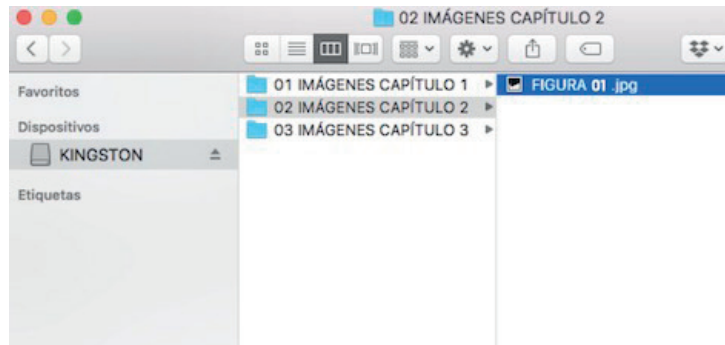 02 IMÁGENES CAPÍTULO 2
Favoritos
Dispositivos
KINGSTON
Etiquetas
01 IMÁGENES CAPÍTULO 1
02 IMÁGENES CAPÍTULO 2
03 IMÁGENES CAPÍTULO 3
FIGURA 01 .jpg